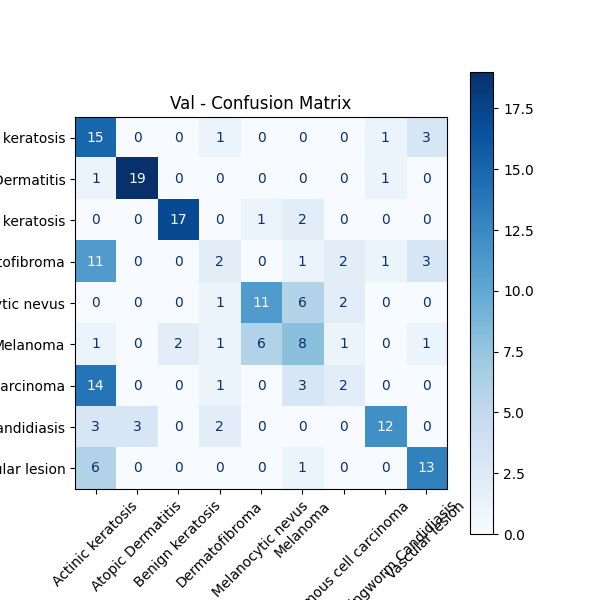 Val - Confusion Matrix
keratosis 15 0 0 1 0 0 0 1 3
Dermatitis 1 19 0 0 0 0 0 1 0
keratosis 0 0 17 0 1 2 0 0 0
tofibroma 11 0 0 2 0 1 2 1 3
ytic nevus 0 0 0 1 11 6 2 0 0
Melanoma 1 0 2 1 6 8 1 0 1
arcinoma 14 0 0 1 0 3 2 0 0
andidiasis 3 3 0 2 0 0 0 12 0
ular lesion 6 0 0 0 0 1 0 0 13
Actinic keratosis
Atopic Dermatitis
Benign keratosis
Dermatofibroma
Melanocytic nevus
Melanoma
mous cell carcinoma
ngworm Candidiasis
Vascular lesion
17.5
15.0
12.5
10.0
7.5
5.0
2.5
0.0